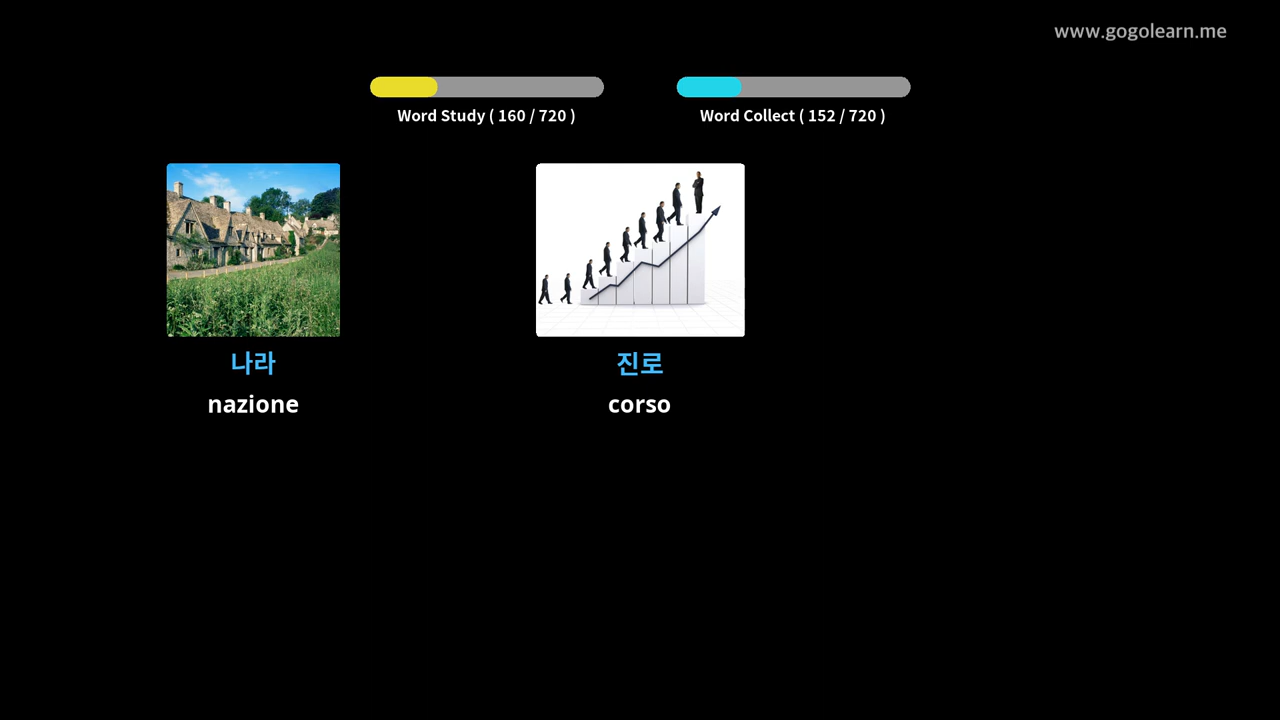 www.gogolearn.me
Word Study ( 160 / 720 )
Word Collect ( 152 / 720 )
나라
nazione
진로
corso